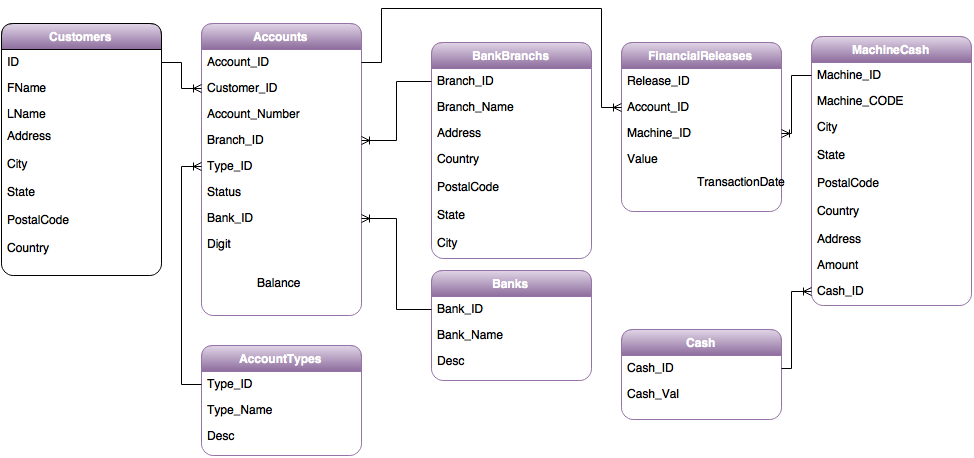 Customers
ID
FName
LName
Address
City
State
PostalCode
Country
Accounts
Account_ID
Customer_ID
Account_Number
Branch_ID
Type_ID
Status
Bank_ID
Digit
Balance
AccountTypes
Type_ID
Type_Name
Desc
BankBranchs
Branch_ID
Branch_Name
Address
Country
PostalCode
State
City
Banks
Bank_ID
Bank_Name
Desc
FinancialReleases
Release_ID
Account_ID
Machine_ID
Value
TransactionDate
Cash
Cash_ID
Cash_Val
MachineCash
Machine_ID
Machine_CODE
City
State
PostalCode
Country
Address
Amount
Cash_ID